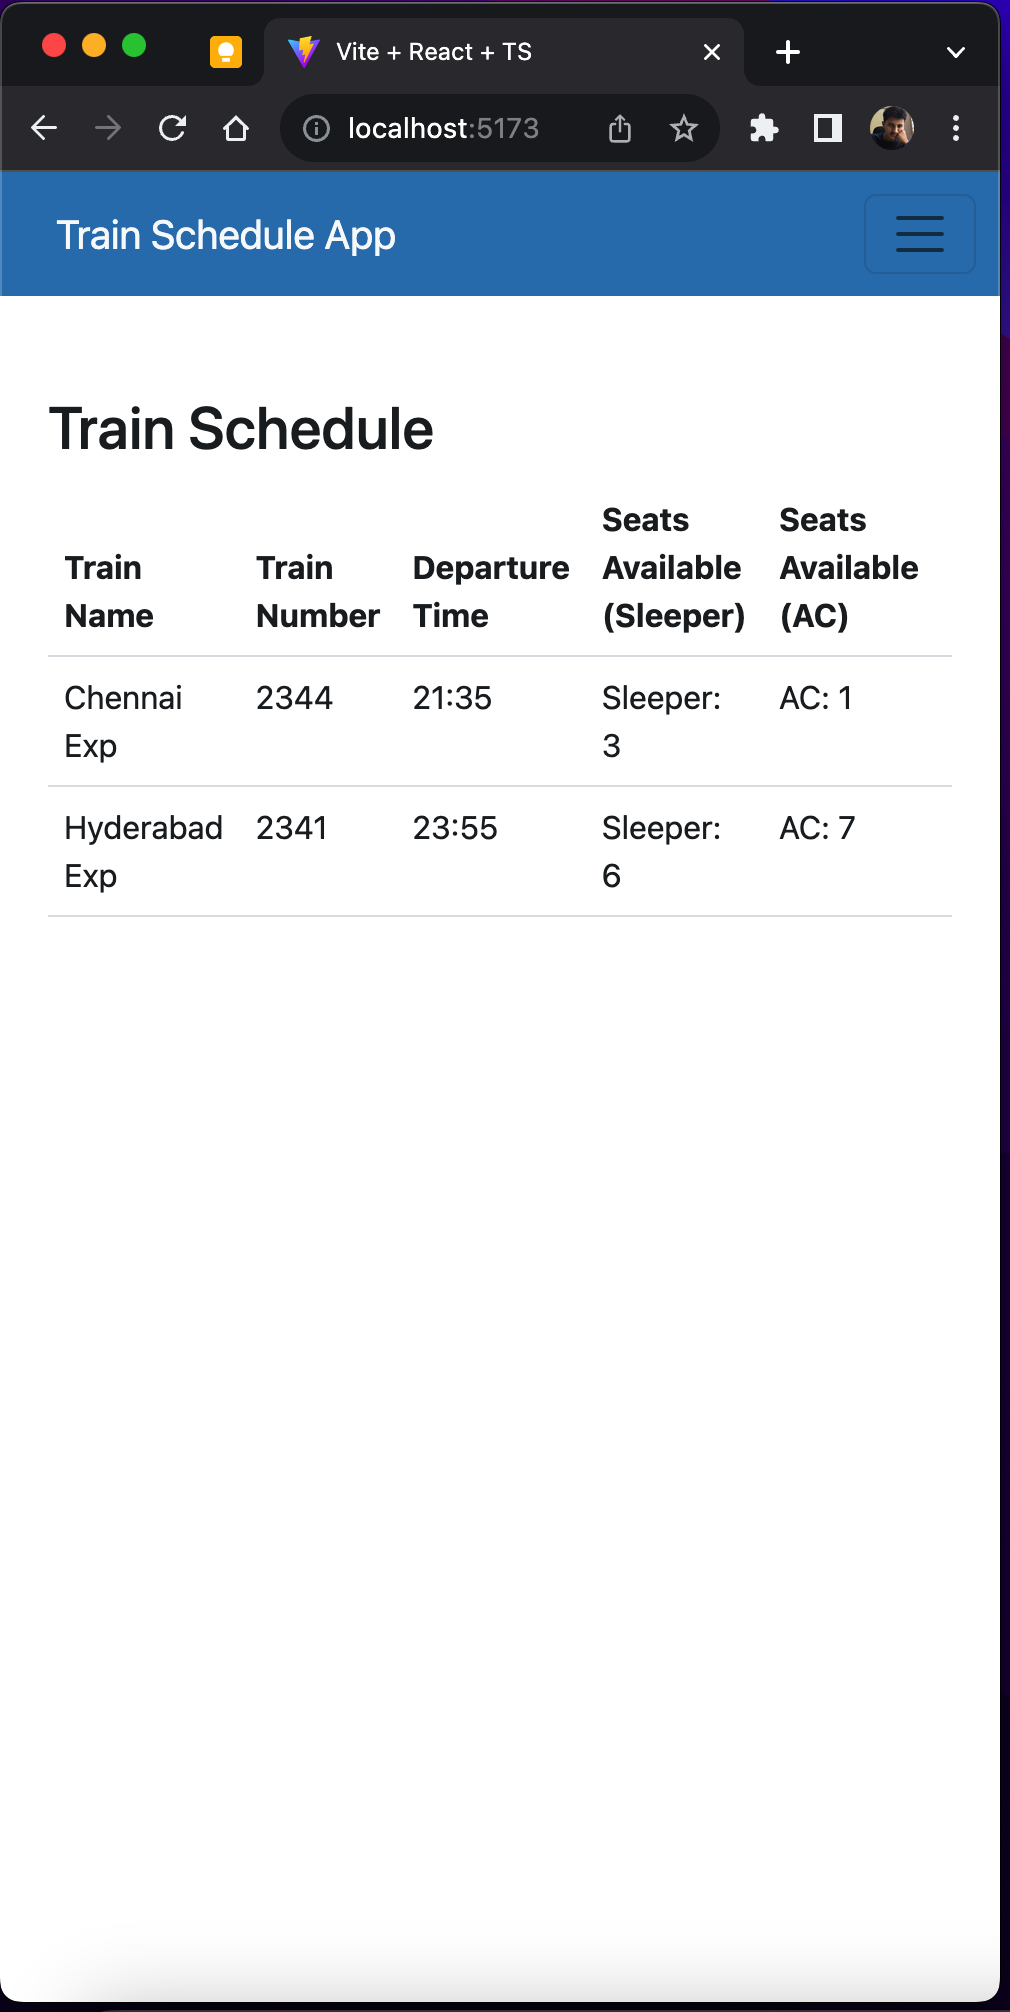 Vite + React + TS
localhost:5173
Train Schedule App
Train Schedule
Train Name Train Number Departure Time Seats Available (Sleeper) Seats Available (AC)
Chennai Exp 2344 21:35 Sleeper: 3 AC: 1
Hyderabad Exp 2341 23:55 Sleeper: 6 AC: 7